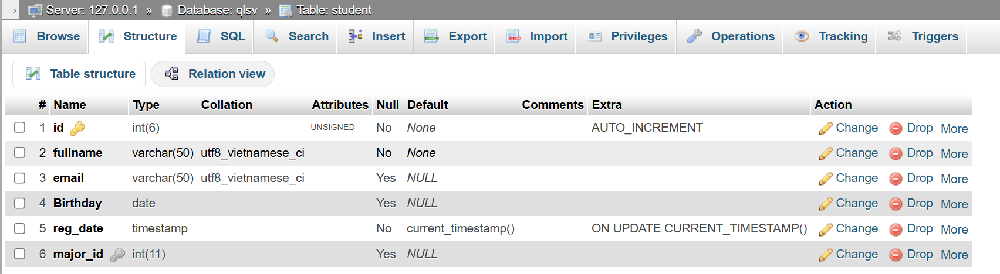 → Server: 127.0.0.1 » Database: qlsv » Table: student
Browse Structure SQL Search Insert Export Import Privileges Operations Tracking Triggers
Table structure Relation view
# Name Type Collation Attributes Null Default Comments Extra Action
1 id int(6) UNSIGNED No None AUTO_INCREMENT Change Drop More
2 fullname varchar(50) utf8_vietnamese_ci No None Change Drop More
3 email varchar(50) utf8_vietnamese_ci Yes NULL Change Drop More
4 Birthday date Yes NULL Change Drop More
5 reg_date timestamp No current_timestamp() ON UPDATE CURRENT_TIMESTAMP() Change Drop More
6 major_id int(11) Yes NULL Change Drop More